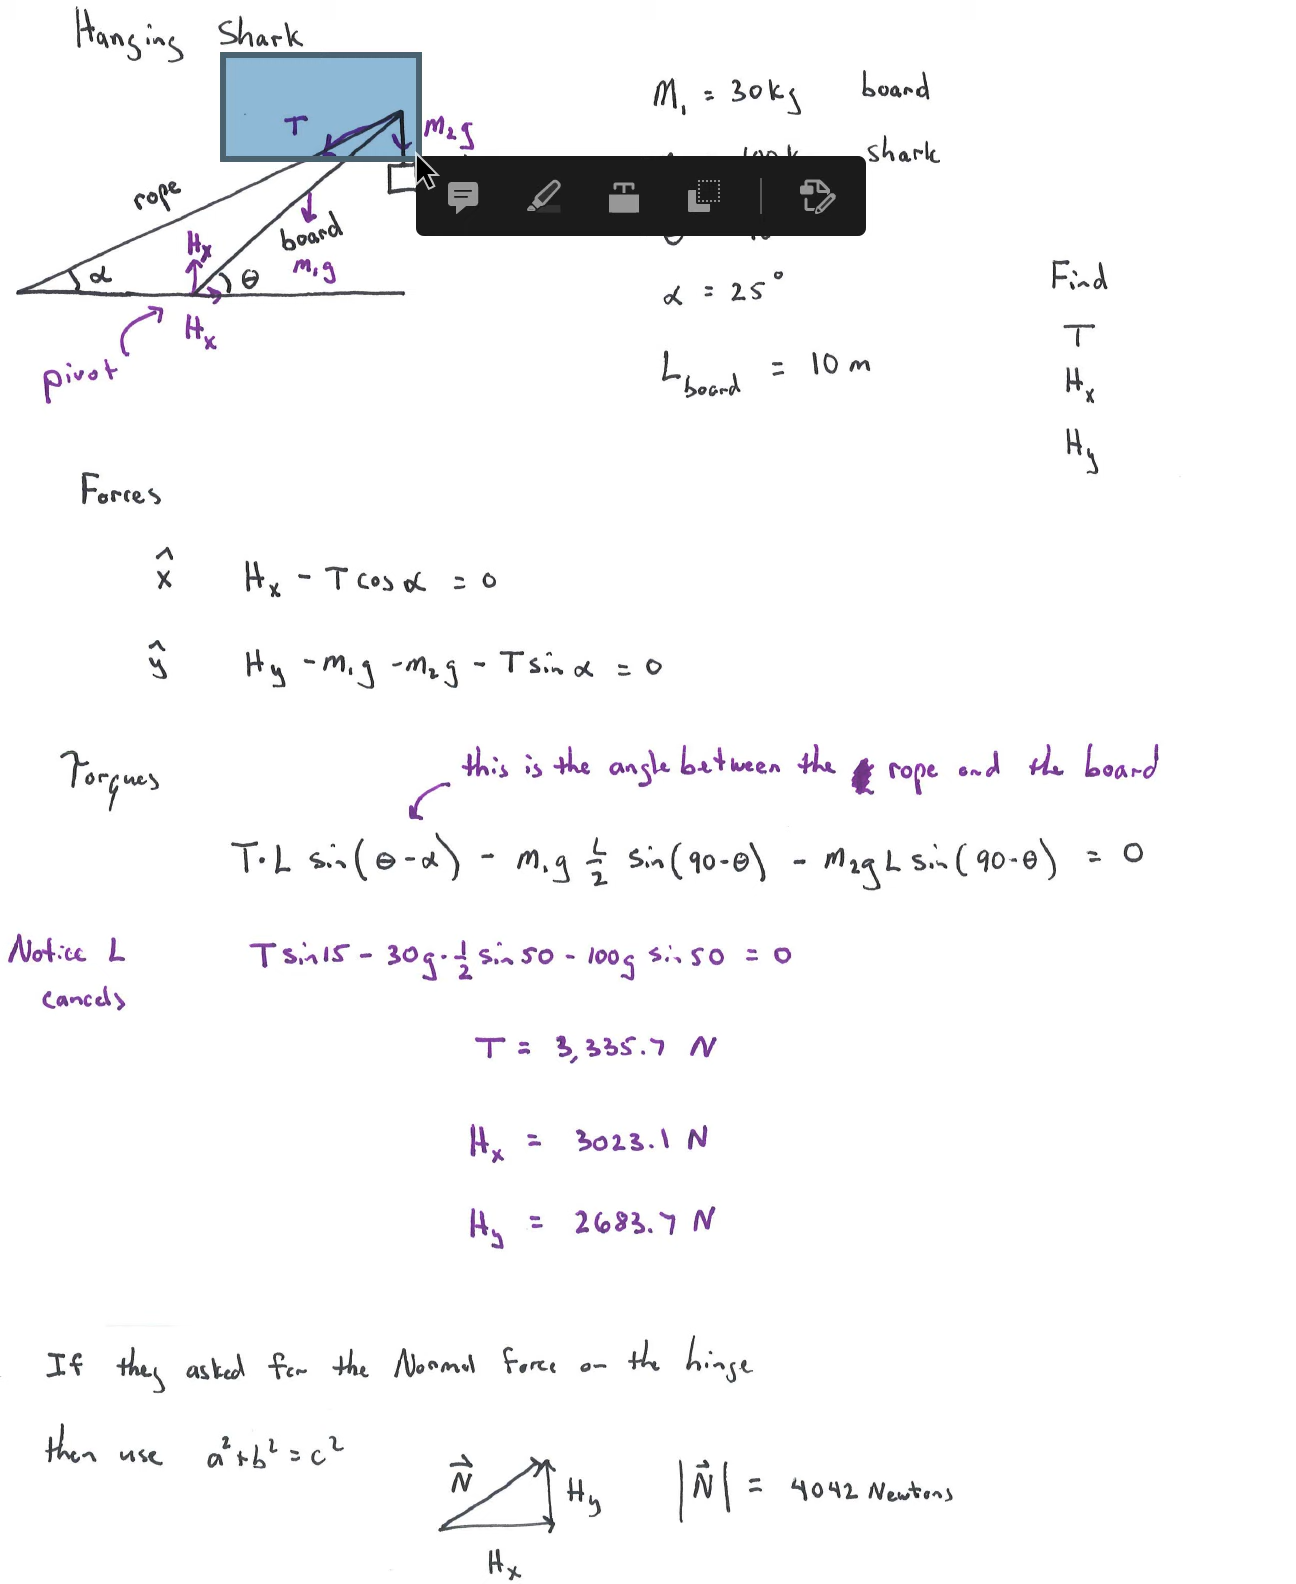 Hanging Shark
T
m₂g
M₁ = 30kg board
shark
rope
board
m₁g
Hx
α
θ
Hx
pivot
α = 25°
L board = 10 m
Find
T
Hx
Hy
Forces
x̂ Hx - T cos α = 0
ŷ Hy - m₁g - m₂g - T sin α = 0
Torques
this is the angle between the rope and the board
T·L sin(θ-α) - m₁g L/2 sin(90-θ) - m₂g L sin(90-θ) = 0
Notice L
cancels
T sin15 - 30g·1/2 sin50 - 100g sin50 = 0
T = 3,335.7 N
Hx = 3023.1 N
Hy = 2683.7 N
If they asked for the Normal Force on the hinge
then use a²+b²=c²
N⃗
Hy
Hx
|N⃗| = 4042 Newtons